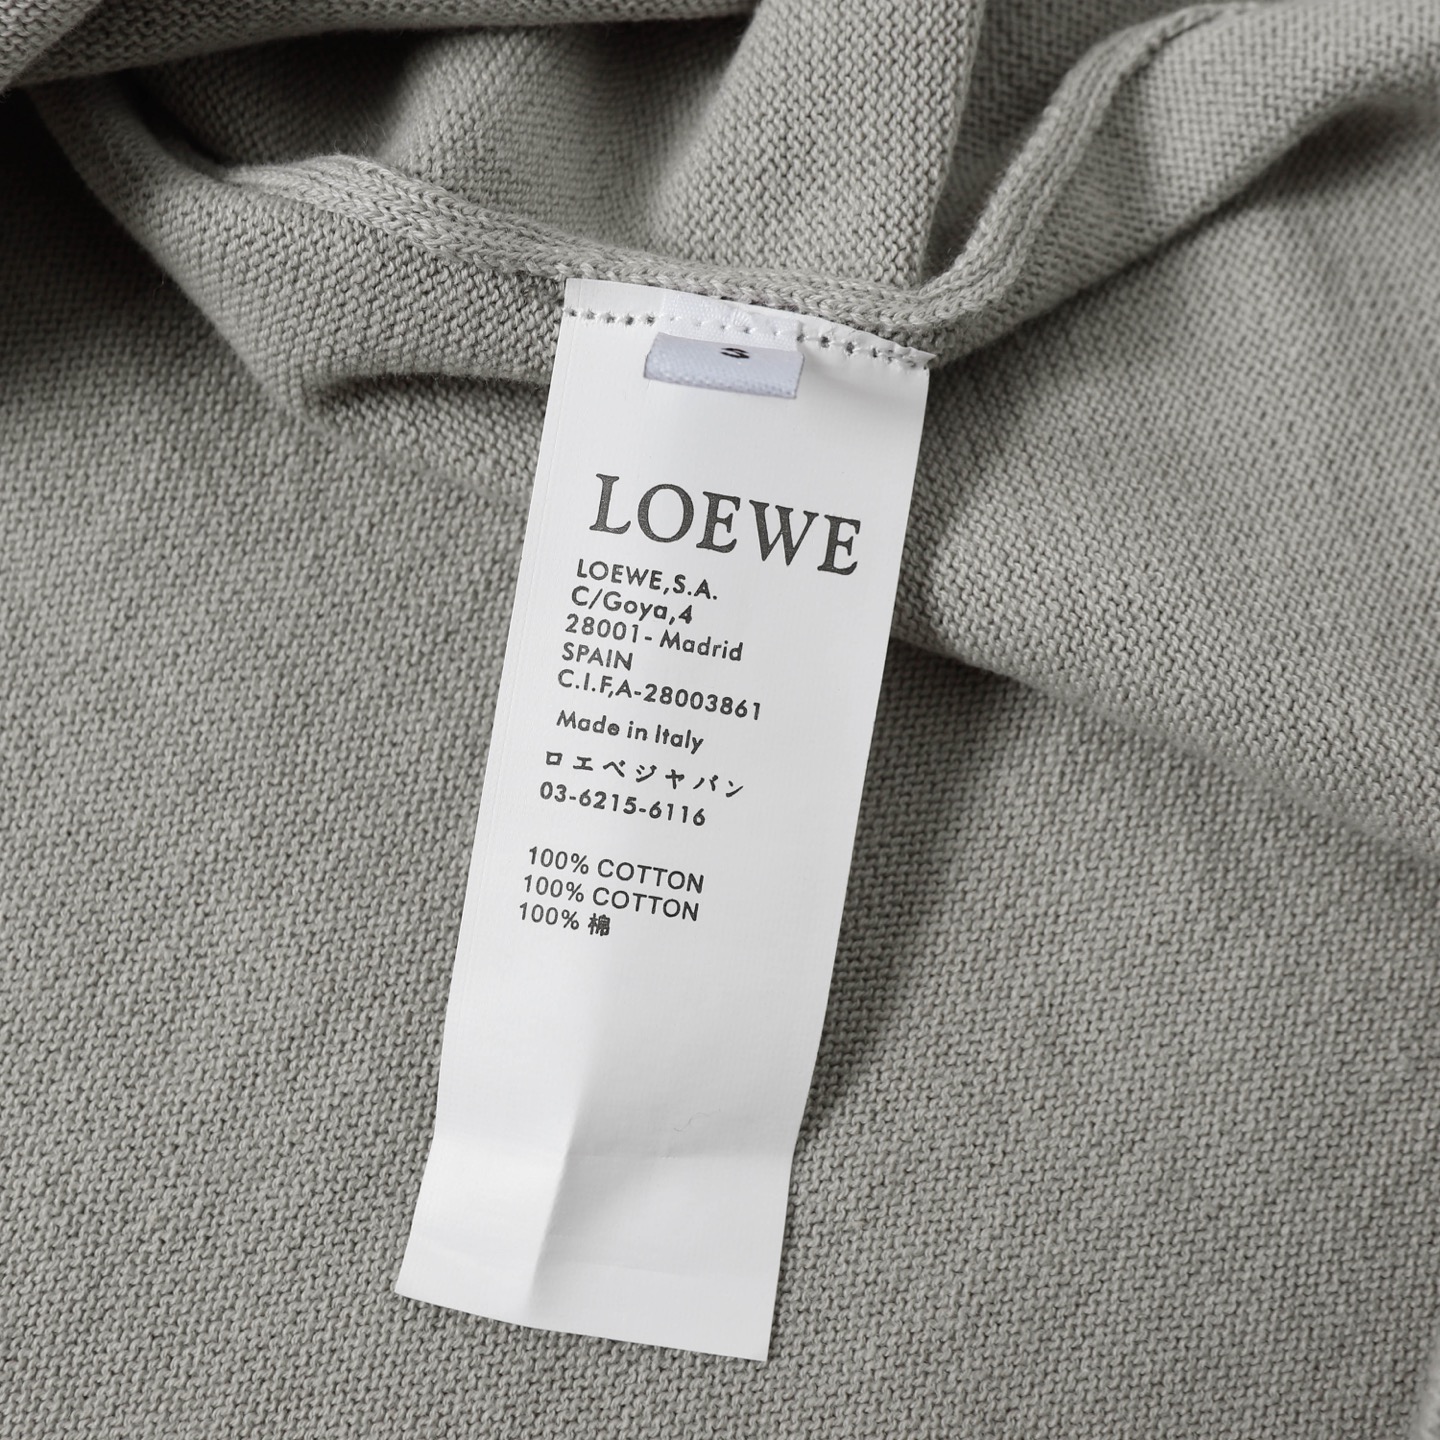 S
LOEWE
LOEWE,S.A.
C/Goya,4
28001- Madrid
SPAIN
C.I.F,A-28003861
Made in Italy
ロエベジャパン
03-6215-6116
100% COTTON
100% COTTON
100% 棉